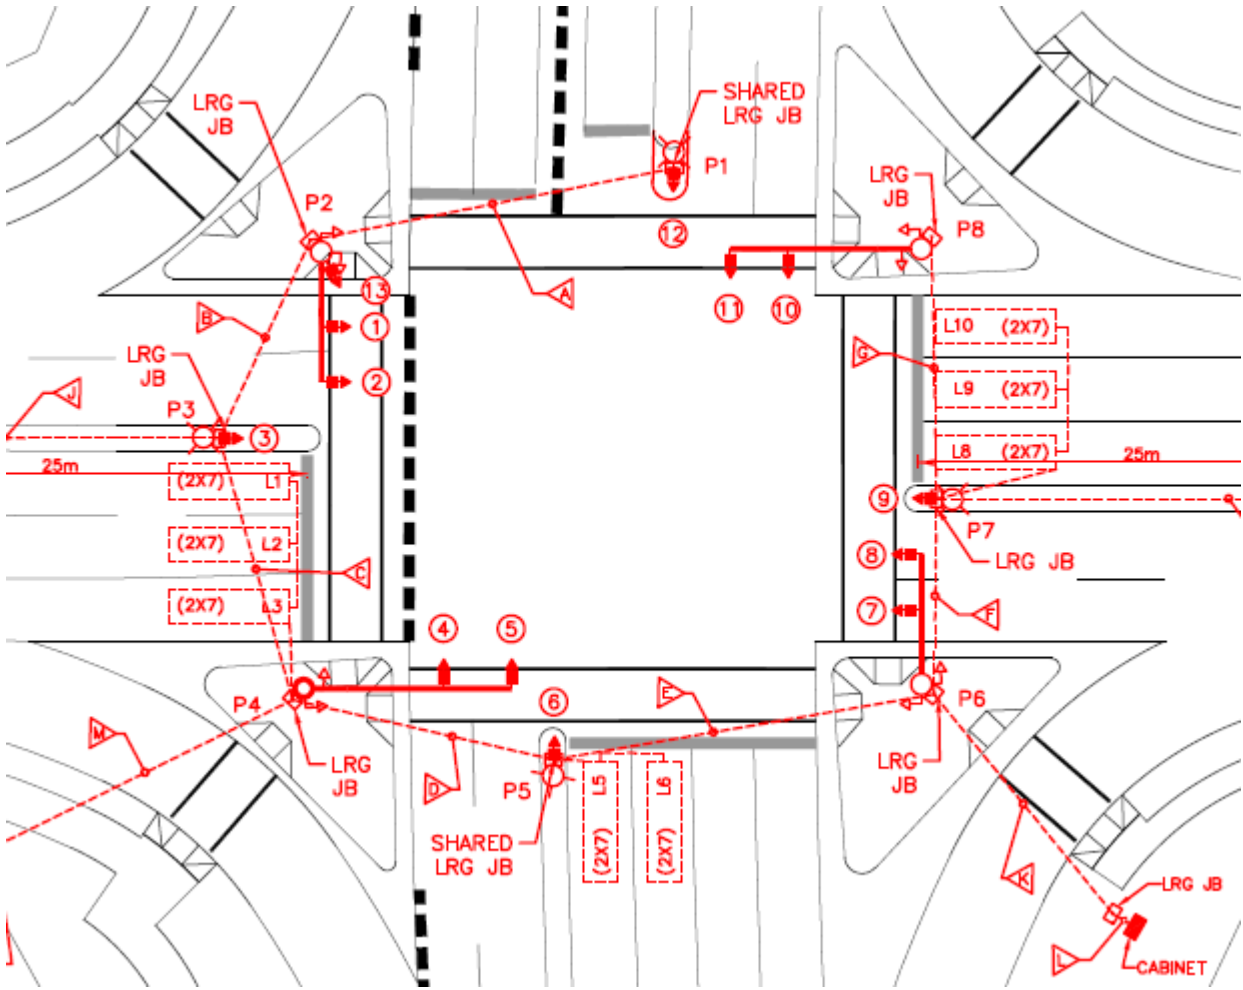 LRG
JB
SHARED
LRG JB
P1
P2
LRG
JB
P8
12
A
13
11
10
B
1
LRG
JB
2
G
L10 (2X7)
L9 (2X7)
L8 (2X7)
J
P3
3
25m
25m
(2X7) L1
(2X7) L2
(2X7) L3
C
9
P7
LRG JB
8
7
F
4
5
P4
6
E
P6
M
LRG
JB
D
P5
L5 (2X7)
L6 (2X7)
LRG
JB
SHARED
LRG JB
K
LRG JB
L
CABINET